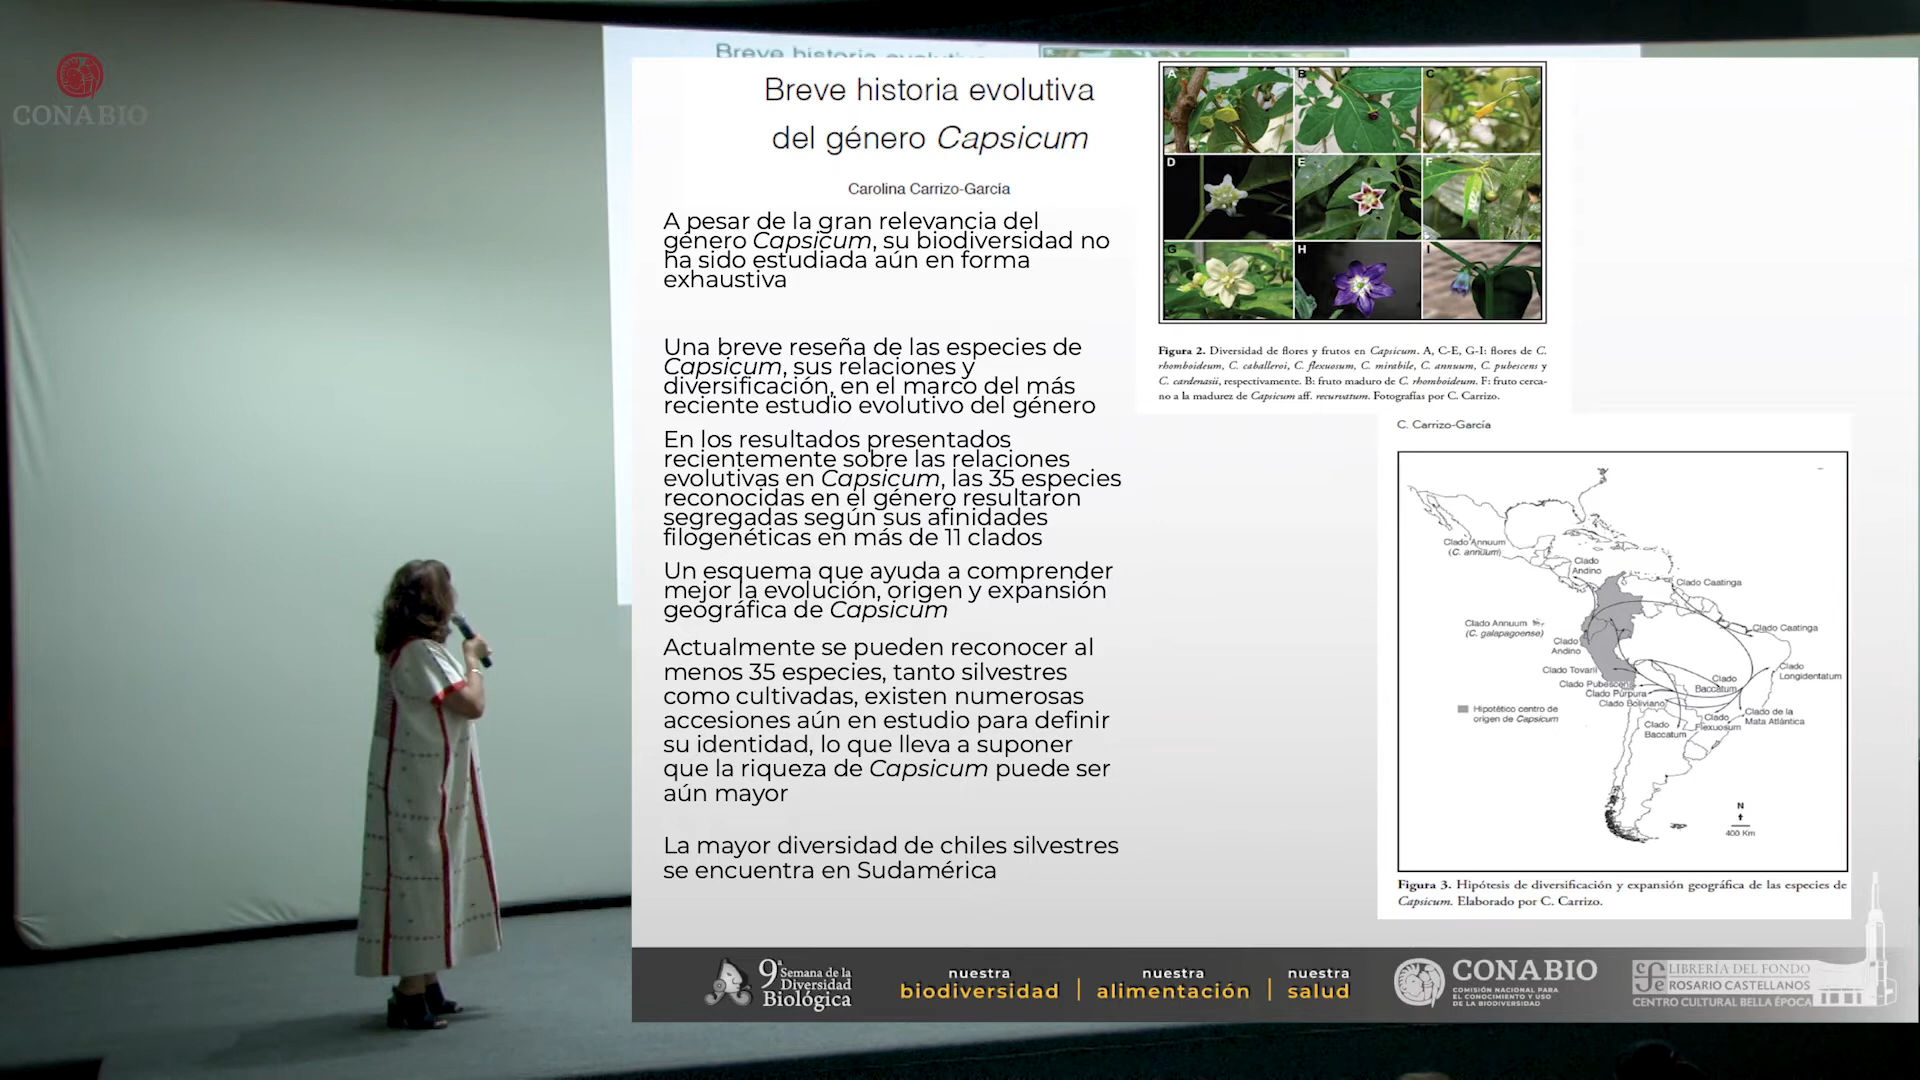 CONABIO
Breve historia evolutiva
Breve historia evolutiva
del género Capsicum
Carolina Carrizo-García
A pesar de la gran relevancia del
género Capsicum, su biodiversidad no
ha sido estudiada aún en forma
exhaustiva
Una breve reseña de las especies de
Capsicum, sus relaciones y
diversificación, en el marco del más
reciente estudio evolutivo del género
En los resultados presentados
recientemente sobre las relaciones
evolutivas en Capsicum, las 35 especies
reconocidas en el género resultaron
segregadas según sus afinidades
filogenéticas en más de 11 clados
Un esquema que ayuda a comprender
mejor la evolución, origen y expansión
geográfica de Capsicum
Actualmente se pueden reconocer al
menos 35 especies, tanto silvestres
como cultivadas, existen numerosas
accesiones aún en estudio para definir
su identidad, lo que lleva a suponer
que la riqueza de Capsicum puede ser
aún mayor
La mayor diversidad de chiles silvestres
se encuentra en Sudamérica
A
B
C
D
E
F
G
H
I
Figura 2. Diversidad de flores y frutos en Capsicum. A, C-E, G-I: flores de C.
rhomboideum, C. caballeroi, C. flexuosum, C. mirabile, C. annuum, C. pubescens y
C. cardenasii, respectivamente. B: fruto maduro de C. rhomboideum. F: fruto cerca-
no a la madurez de Capsicum aff. recurvatum. Fotografías por C. Carrizo.
C. Carrizo-García
Clado Annuum
(C. annuum)
Clado
Andino
Clado Caatinga
Clado Annuum
(C. galapagoense)
Clado Caatinga
Clado
Andino
Clado Tovarii
Clado
Longidentatum
Clado Pubescens
Clado
Baccatum
Clado Púrpura
Clado Boliviano
Hipotético centro de
origen de Capsicum
Clado de la
Mata Atlántica
Clado
Flexuosum
Clado
Baccatum
N
400 Km
Figura 3. Hipótesis de diversificación y expansión geográfica de las especies de
Capsicum. Elaborado por C. Carrizo.
9a Semana de la
Diversidad
Biológica
nuestra
biodiversidad
nuestra
alimentación
nuestra
salud
CONABIO
COMISIÓN NACIONAL PARA
EL CONOCIMIENTO Y USO
DE LA BIODIVERSIDAD
fce
LIBRERÍA DEL FONDO
ROSARIO CASTELLANOS
CENTRO CULTURAL BELLA ÉPOCA